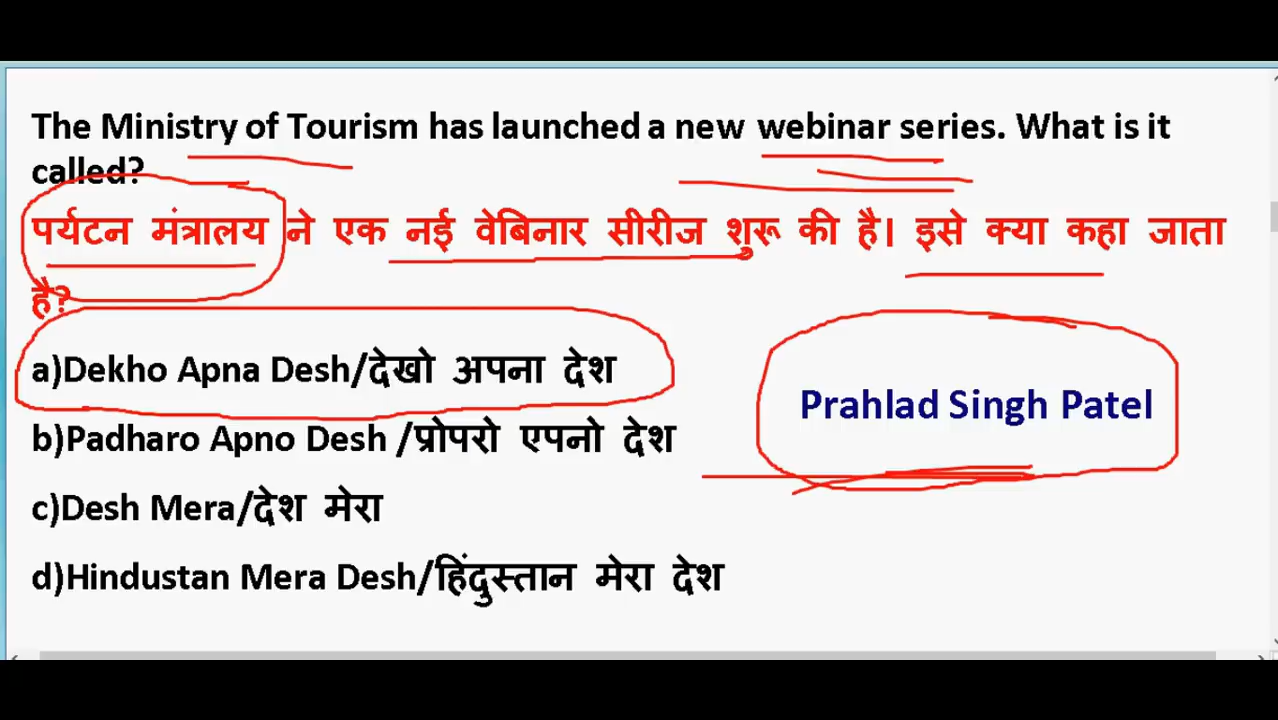 The Ministry of Tourism has launched a new webinar series. What is it
called?
पर्यटन मंत्रालय ने एक नई वेबिनार सीरीज शुरू की है। इसे क्या कहा जाता
है?
a)Dekho Apna Desh/देखो अपना देश
Prahlad Singh Patel
b)Padharo Apno Desh /प्रोपरो एपनो देश
c)Desh Mera/देश मेरा
d)Hindustan Mera Desh/हिंदुस्तान मेरा देश